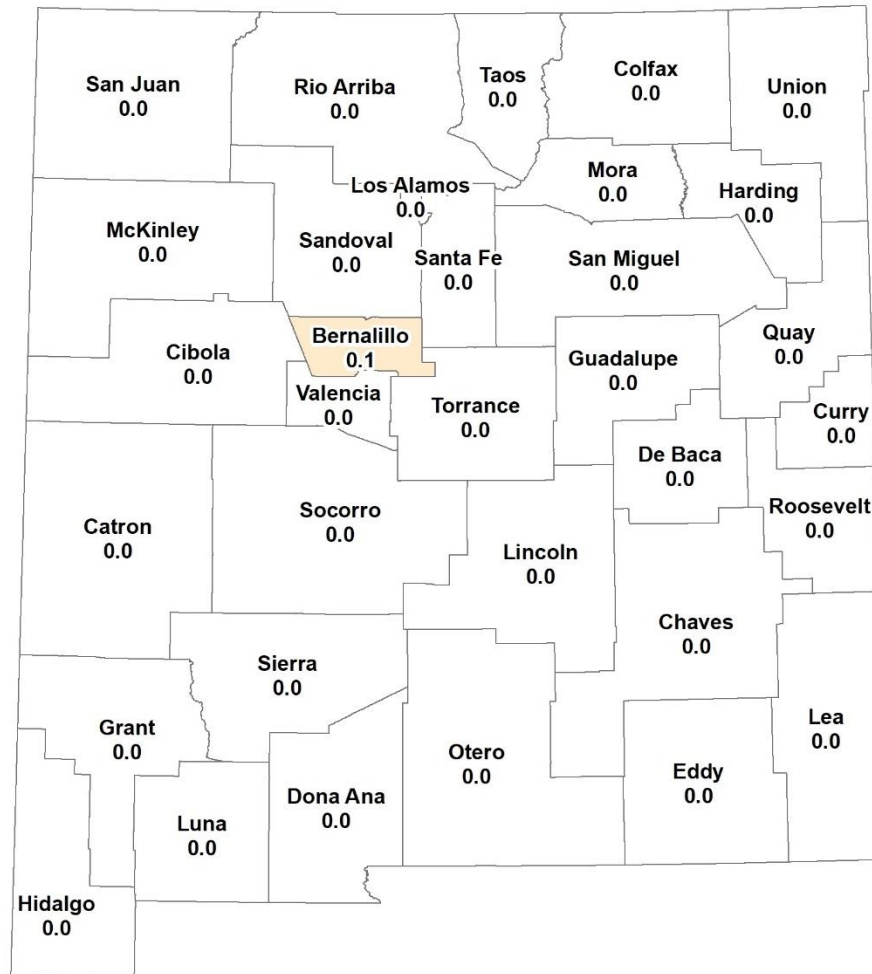 San Juan
0.0
Rio Arriba
0.0
Taos
0.0
Colfax
0.0
Union
0.0
McKinley
0.0
Los Alamos
0.0
Mora
0.0
Harding
0.0
Sandoval
0.0
Santa Fe
0.0
San Miguel
0.0
Cibola
0.0
Bernalillo
0.1
Valencia
0.0
Torrance
0.0
Guadalupe
0.0
Quay
0.0
Curry
0.0
De Baca
0.0
Roosevelt
0.0
Catron
0.0
Socorro
0.0
Lincoln
0.0
Chaves
0.0
Sierra
0.0
Grant
0.0
Otero
0.0
Lea
0.0
Eddy
0.0
Dona Ana
0.0
Luna
0.0
Hidalgo
0.0